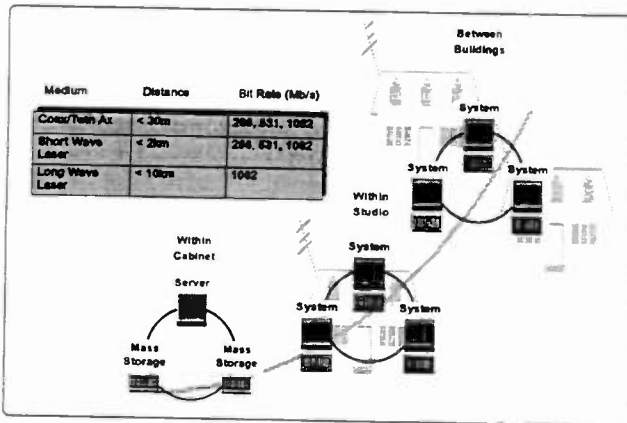 Between
Buildings
Medium Distance Bit Rate (Mb/s)
Coax/Twin Ax < 30m 266, 531, 1062
Short Wave < 2km 266, 531, 1062
Laser
Long Wave < 10km 1062
Laser
System
System System
Within
Studio
System
Within
Cabinet
Server
System System
Mass Mass
Storage Storage